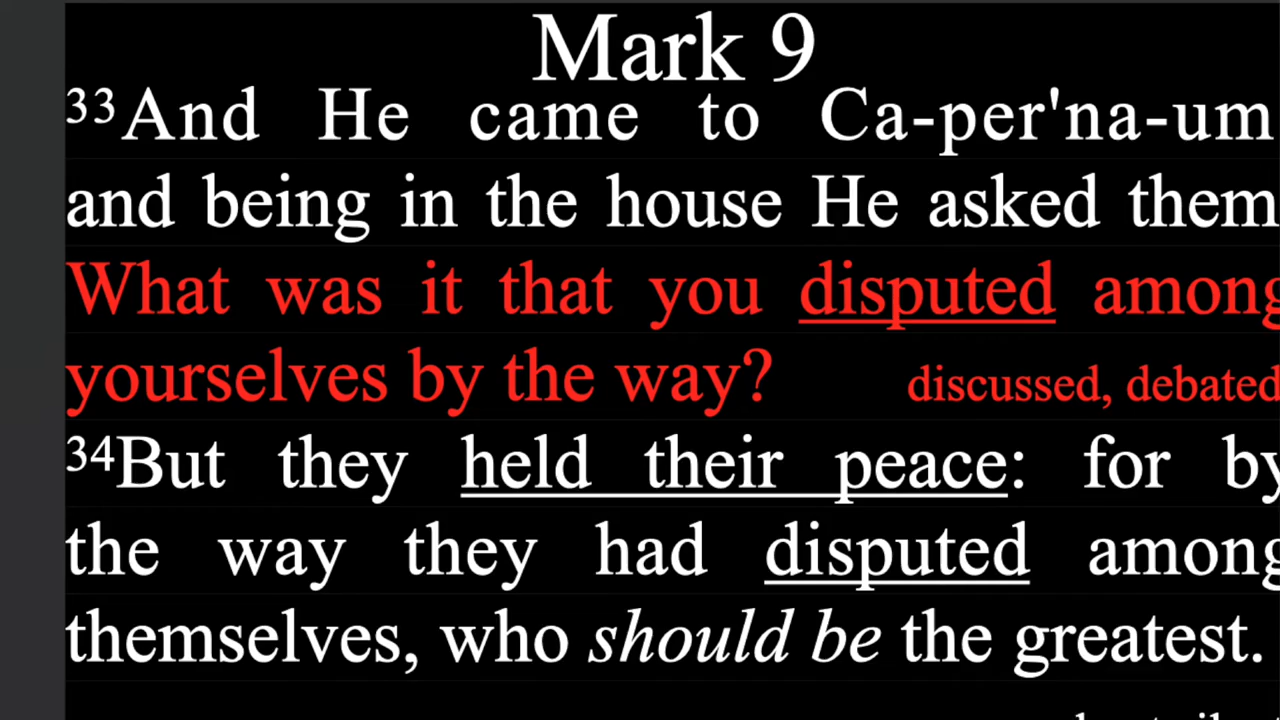 Mark 9
33And He came to Ca-per'na-um
and being in the house He asked them
What was it that you disputed among
yourselves by the way? discussed, debated
34But they held their peace: for by
the way they had disputed among
themselves, who should be the greatest.